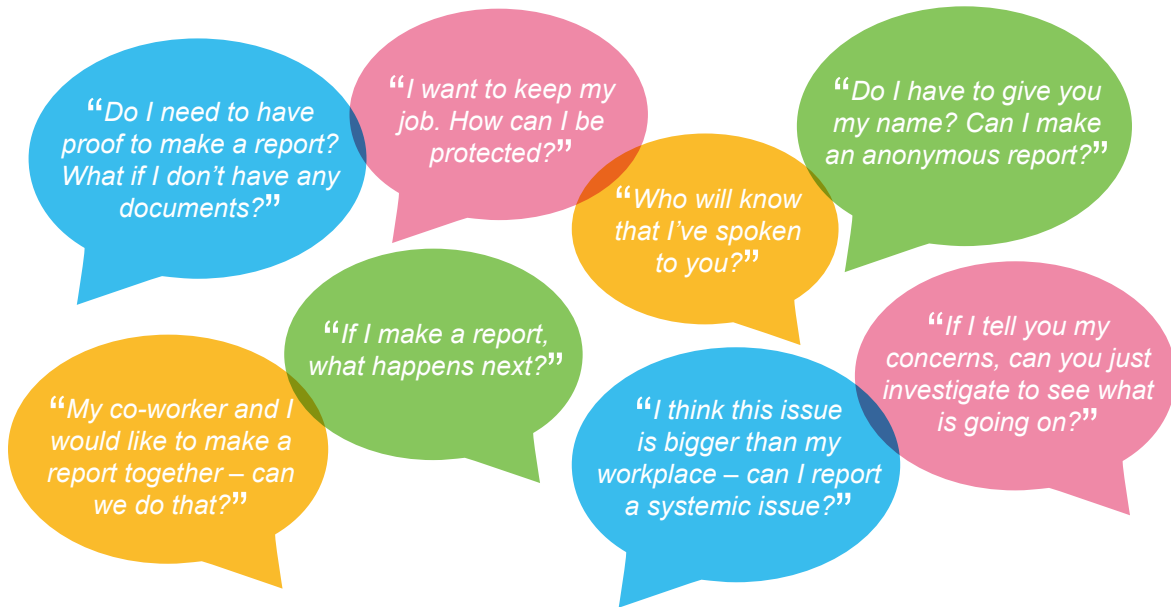 “Do I need to have
proof to make a report?
What if I don’t have any
documents?”
“I want to keep my
job. How can I be
protected?”
“Who will know
that I’ve spoken
to you?”
“Do I have to give you
my name? Can I make
an anonymous report?”
“My co-worker and I
would like to make a
report together – can
we do that?”
“If I make a report,
what happens next?”
“I think this issue
is bigger than my
workplace – can I report
a systemic issue?”
“If I tell you my
concerns, can you just
investigate to see what
is going on?”